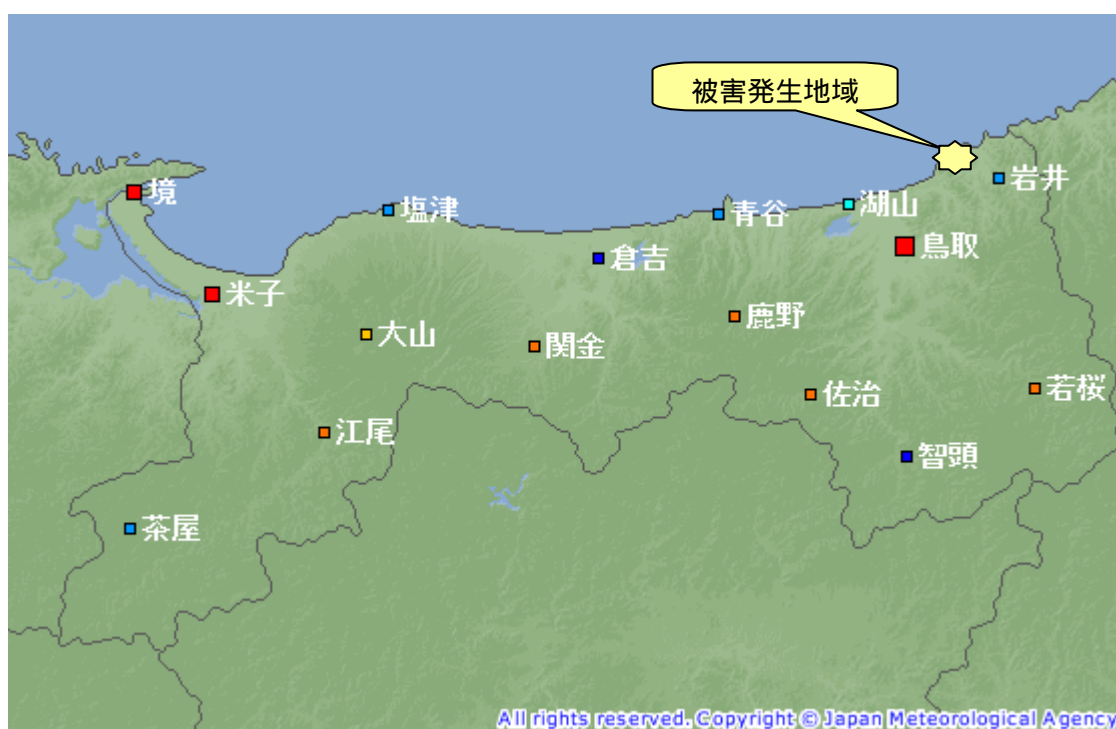 被害発生地域
岩井
境
塩津
青谷
湖山
鳥取
倉吉
米子
鹿野
大山
関金
佐治
若桜
江尾
智頭
茶屋
All rights reserved. Copyright © Japan Meteorological Agency